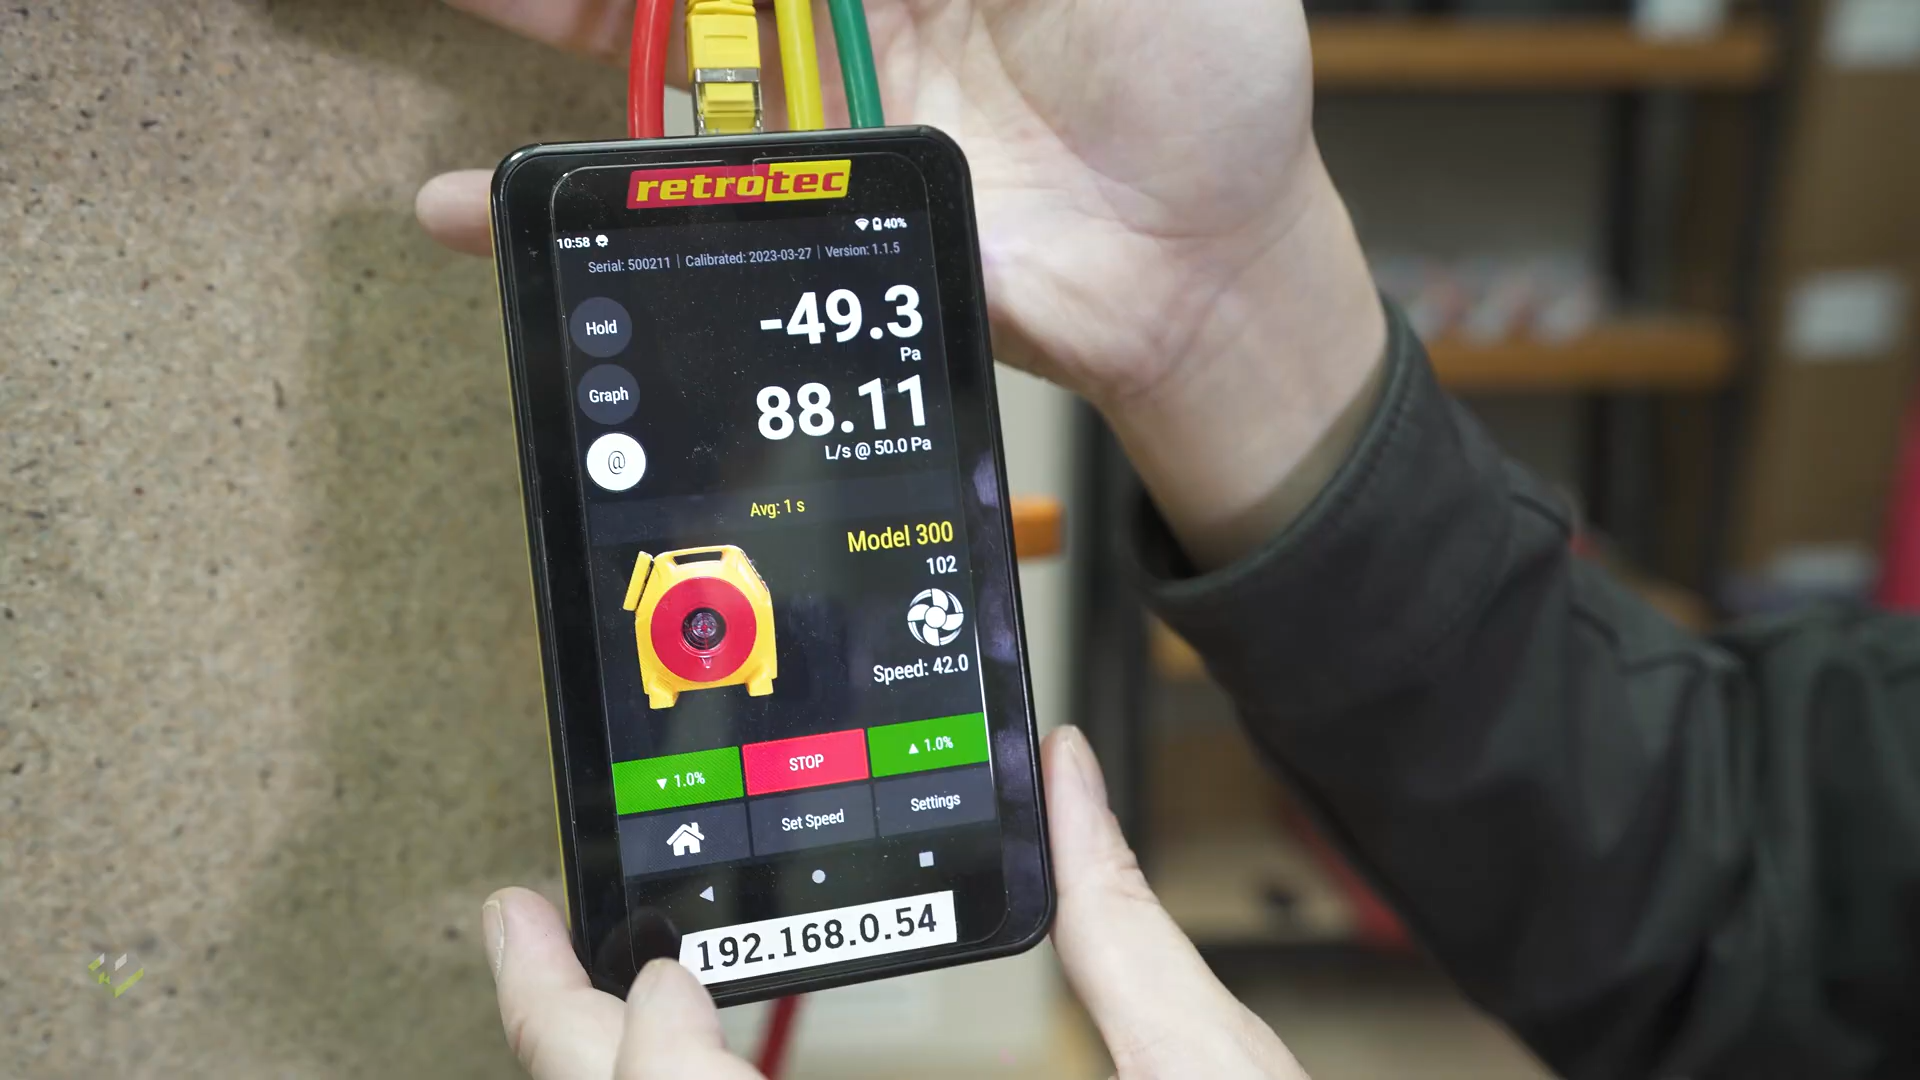 retrotec
10:58 40%
Serial: 500211 | Calibrated: 2023-03-27 | Version: 1.1.5
Hold
-49.3
Pa
Graph
88.11
L/s @ 50.0 Pa
@
Avg: 1 s
Model 300
102
Speed: 42.0
▼ 1.0% STOP ▲ 1.0%
Set Speed Settings
192.168.0.54